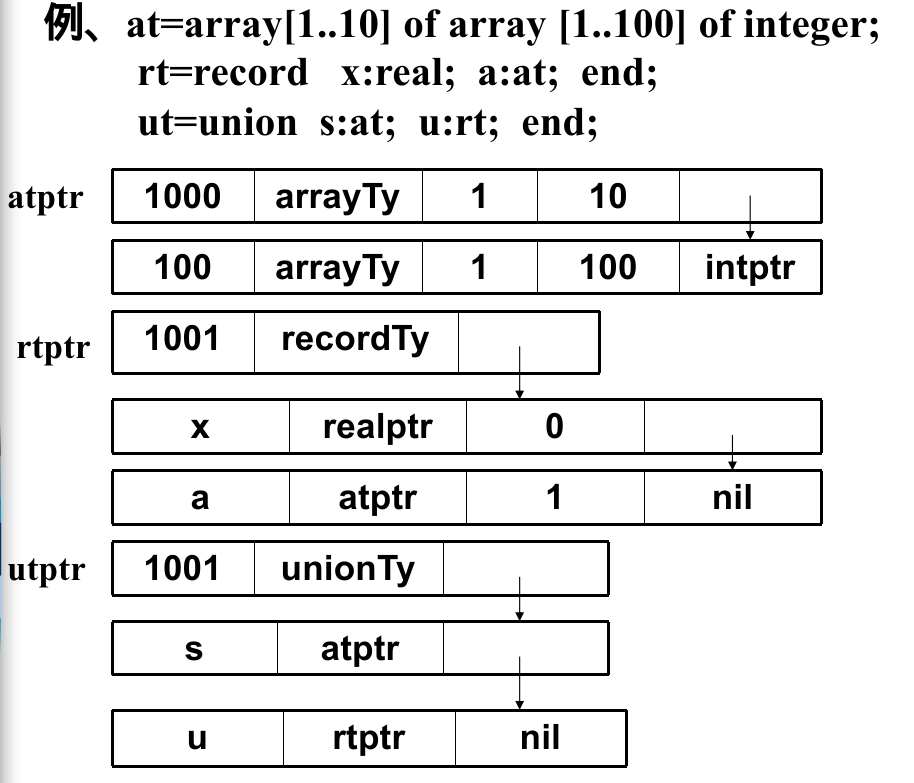 例、at=array[1..10] of array [1..100] of integer;
rt=record x:real; a:at; end;
ut=union s:at; u:rt; end;
atptr 1000 arrayTy 1 10
100 arrayTy 1 100 intptr
rtptr 1001 recordTy
x realptr 0
a atptr 1 nil
utptr 1001 unionTy
s atptr
u rtptr nil